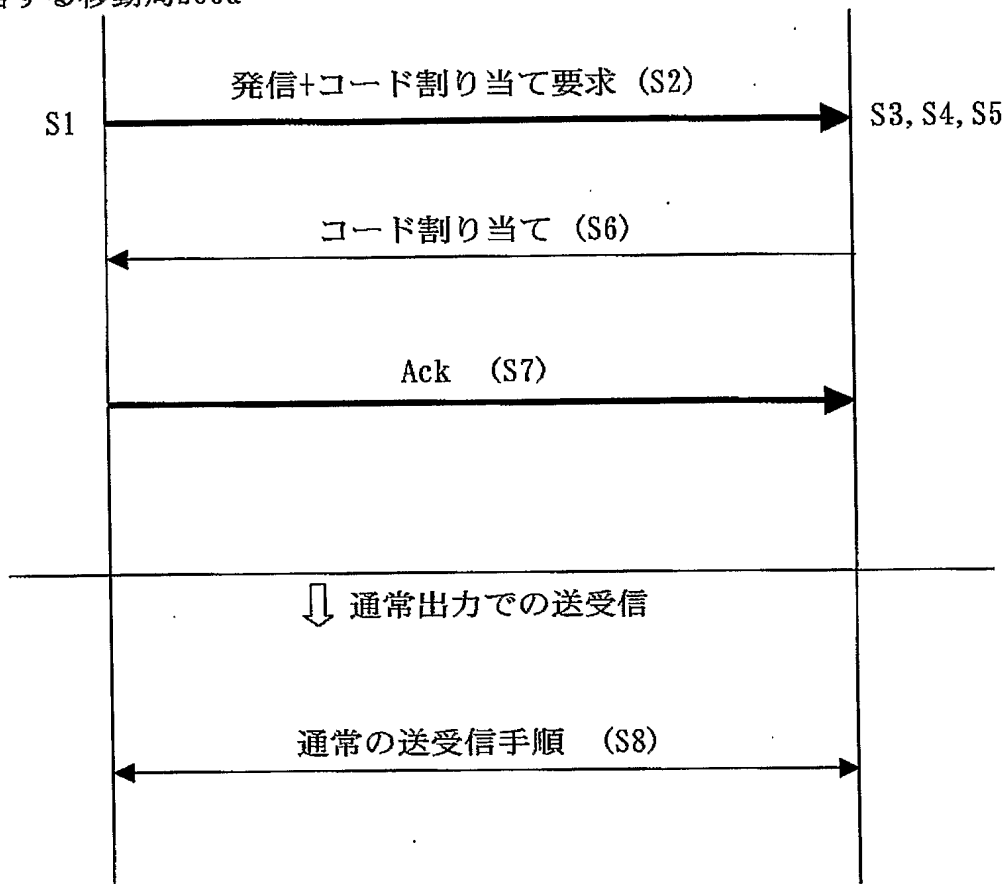 発信+コード割り当て要求 (S2)
S1
S3, S4, S5
コード割り当て (S6)
Ack (S7)
通常出力での送受信
通常の送受信手順 (S8)